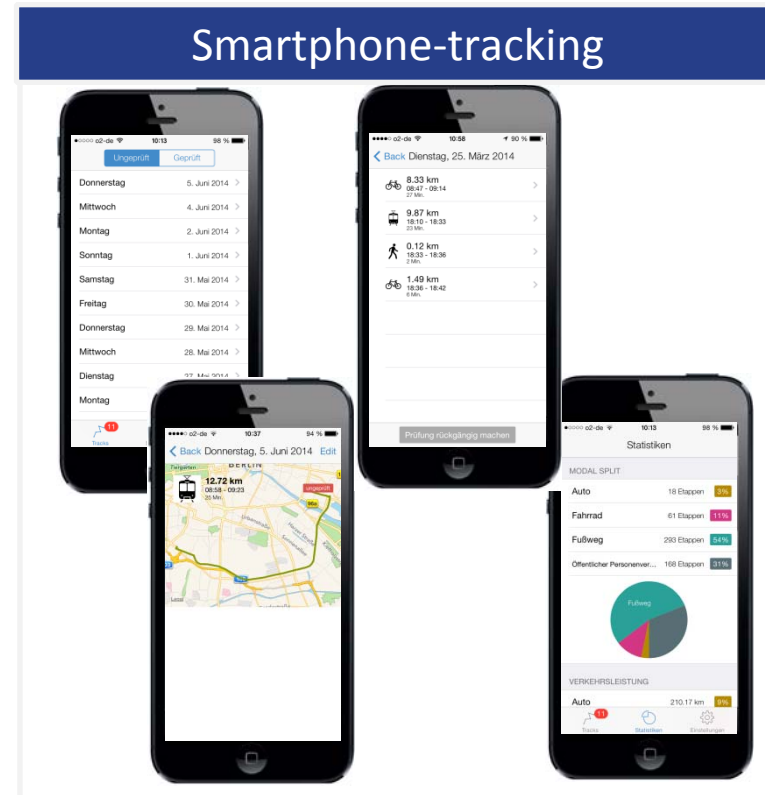 Smartphone-tracking
o2-de 10:13 98 %
Ungeprüft Geprüft
Donnerstag 5. Juni 2014
Mittwoch 4. Juni 2014
Montag 2. Juni 2014
Sonntag 1. Juni 2014
Samstag 31. Mai 2014
Freitag 30. Mai 2014
Donnerstag 29. Mai 2014
Mittwoch 28. Mai 2014
Dienstag 27. Mai 2014
Montag
11
Tracks
o2-de 10:58 90 %
Back Dienstag, 25. März 2014
8.33 km
08:47 - 09:14
27 Min.
9.87 km
18:10 - 18:33
23 Min.
0.12 km
18:33 - 18:36
2 Min.
1.49 km
18:36 - 18:42
6 Min.
Prüfung rückgängig machen
o2-de 10:37 94 %
Back Donnerstag, 5. Juni 2014 Edit
BERLIN
12.72 km
08:58 - 09:23
25 Min.
ungeprüft
96a
Urbanstraße
Sonnenallee
Legal
o2-de 10:13 98 %
Statistiken
MODAL SPLIT
Auto 18 Etappen 3%
Fahrrad 61 Etappen 11%
Fußweg 293 Etappen 54%
Öffentlicher Personenver... 168 Etappen 31%
Fußweg
VERKEHRSLEISTUNG
Auto 210.17 km 9%
11
Tracks Statistiken Einstellungen